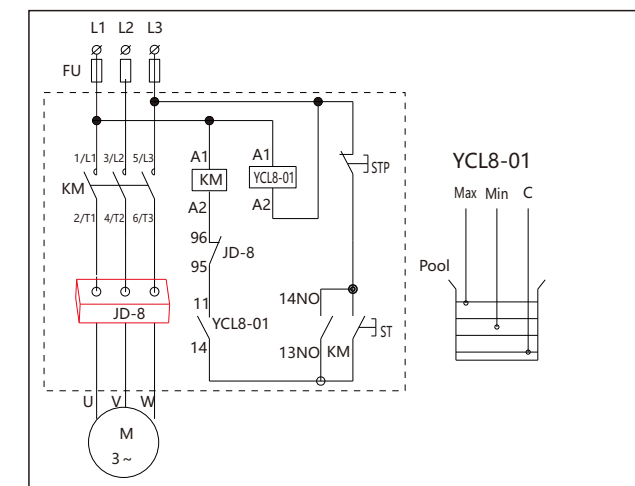 L1 L2 L3
FU
1/L1 3/L2 5/L3
KM
2/T1 4/T2 6/T3
JD-8
U V W
M
3~
A1
KM
A2
A1
YCL8-01
A2
96
JD-8
95
11
YCL8-01
14
STP
14NO
13NO KM
ST
YCL8-01
Max Min C
Pool